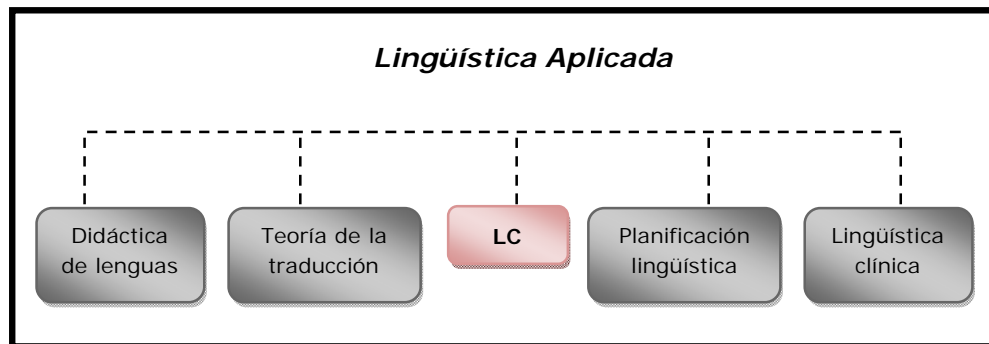 Lingüística Aplicada
Didáctica
de lenguas
Teoría de la
traducción
LC
Planificación
lingüística
Lingüística
clínica